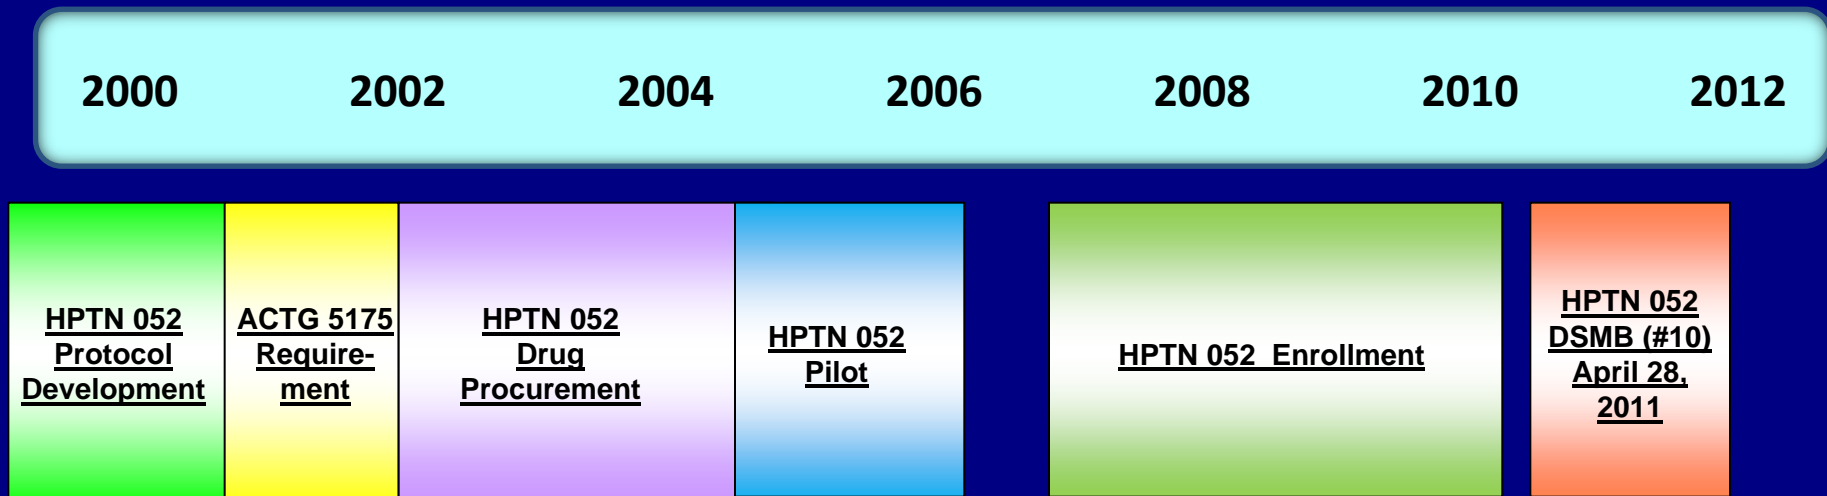 2000 2002 2004 2006 2008 2010 2012
HPTN 052
Protocol
Development
ACTG 5175
Require-
ment
HPTN 052
Drug
Procurement
HPTN 052
Pilot
HPTN 052 Enrollment
HPTN 052
DSMB (#10)
April 28,
2011